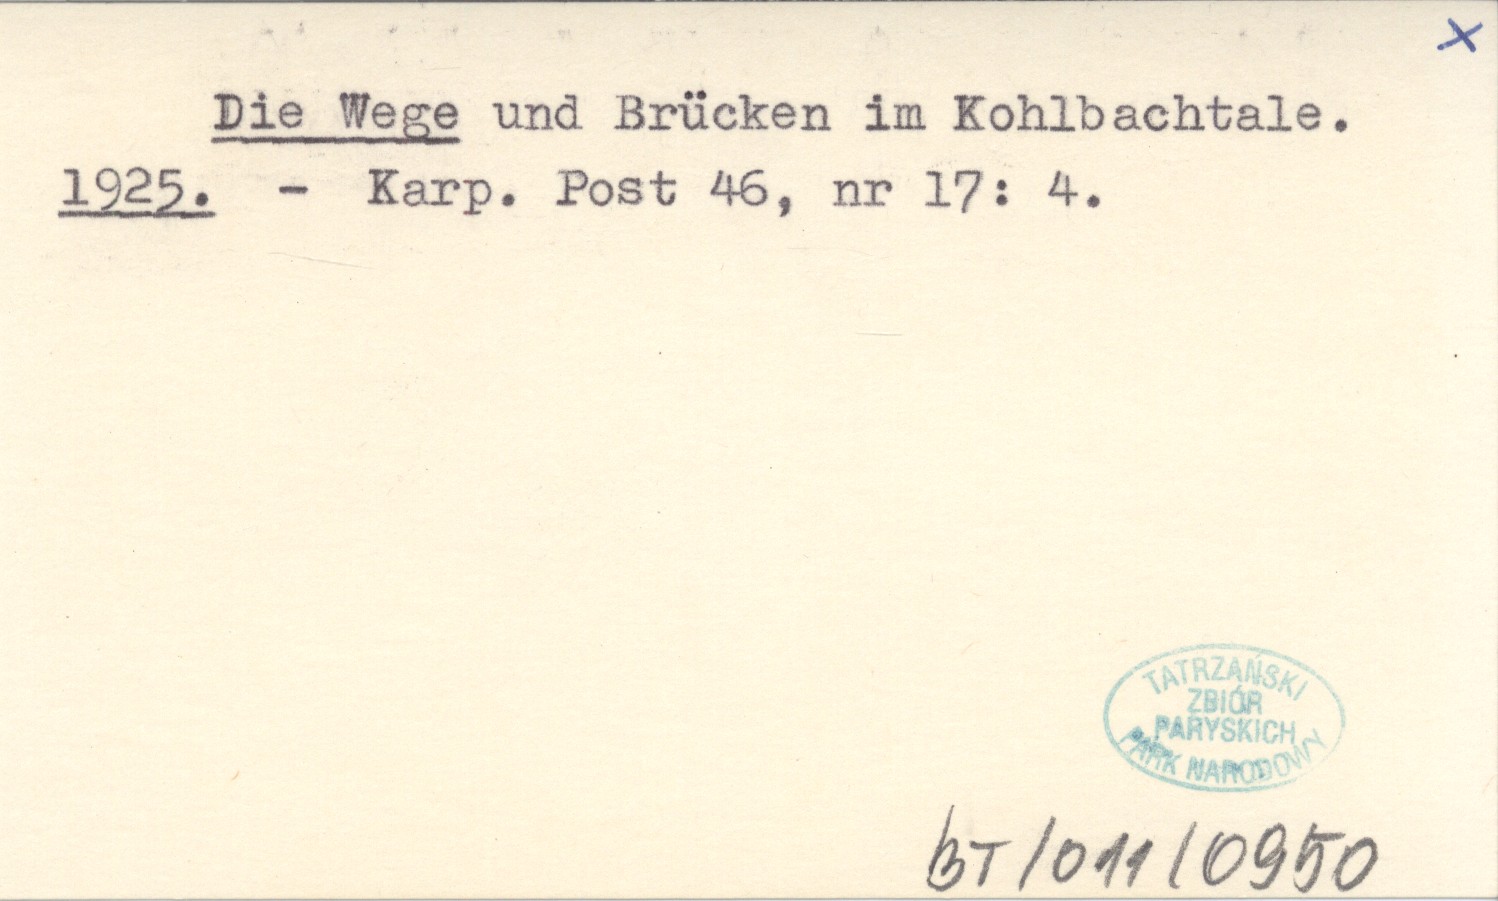 x
Die Wege und Brücken im Kohlbachtale.
1925. - Karp. Post 46, nr 17: 4.
TATRZAŃSKI
ZBIÓR
PARYSKICH
PARK NARODOWY
BT/011/0950